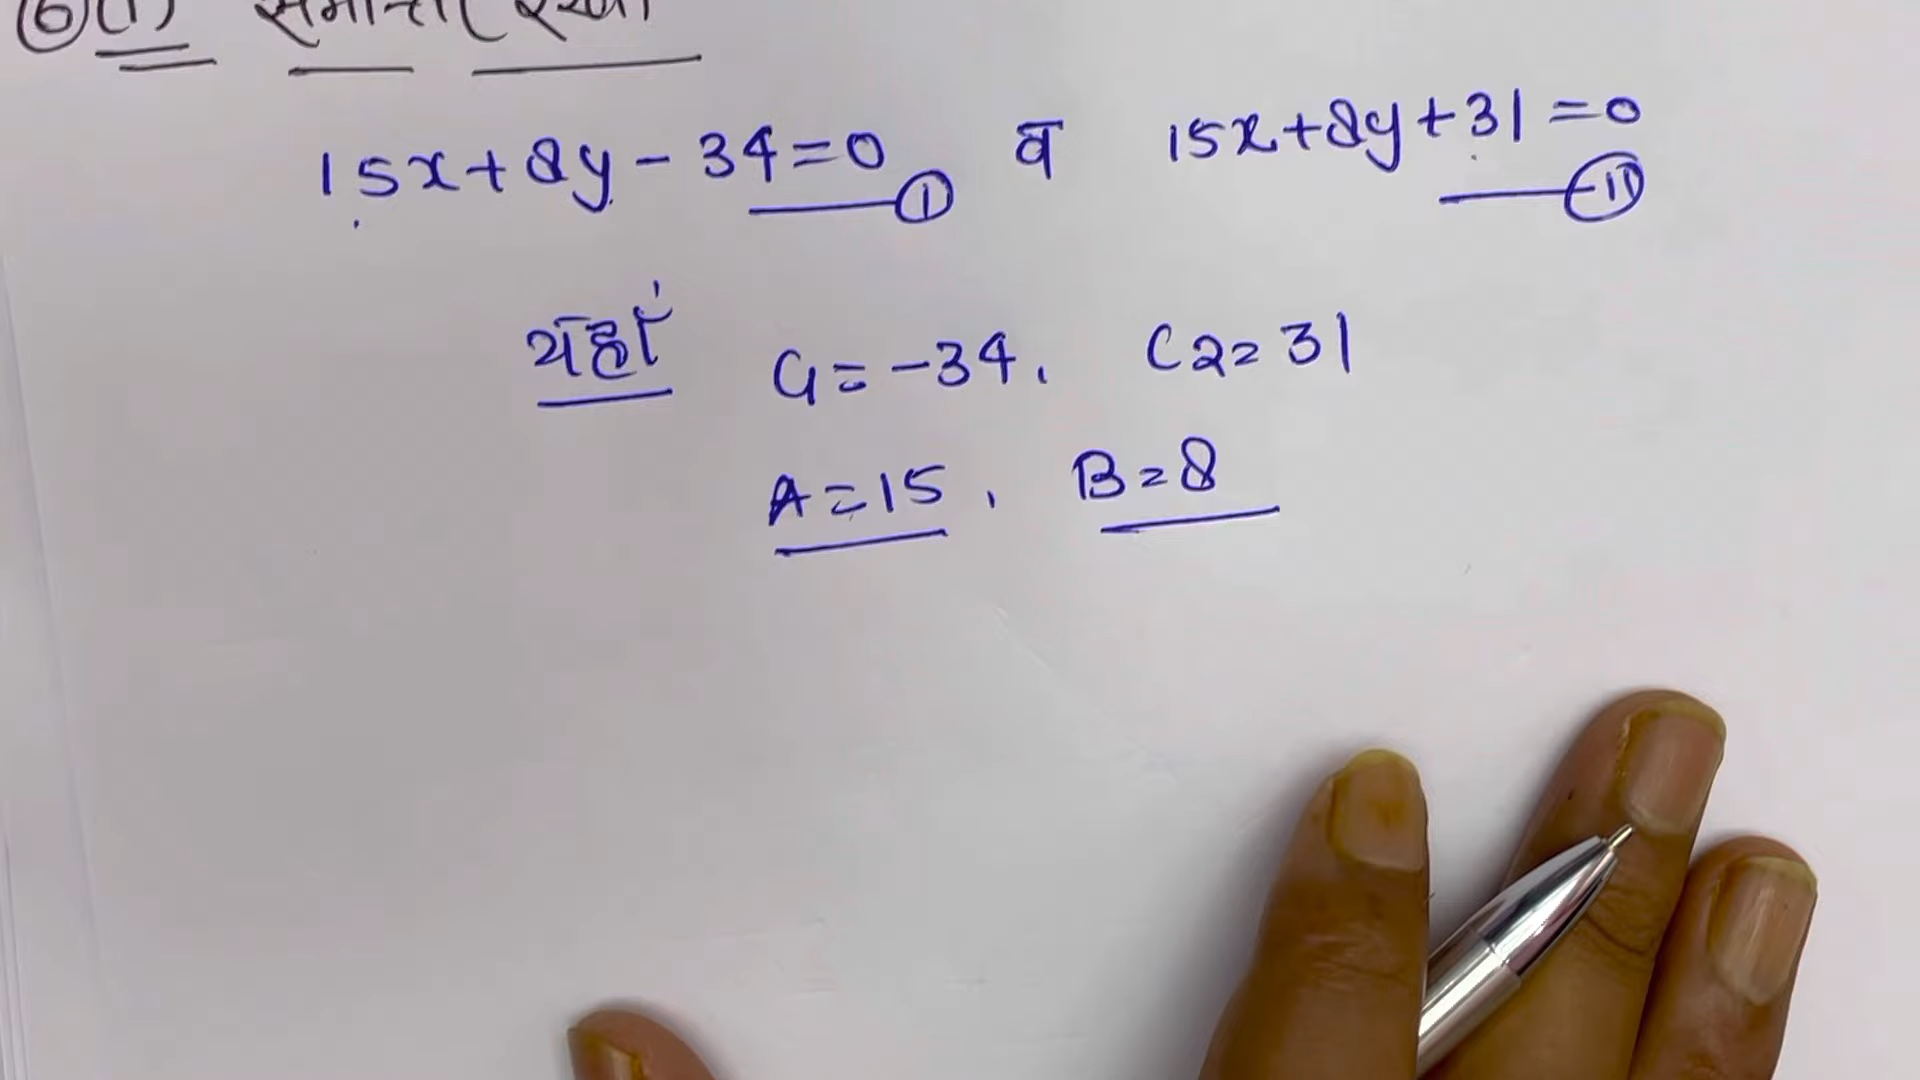 ⑥(i) समान्तर रेखा
15x+8y-34=0 ① व 15x+8y+31=0 ⑪
यहाँ C1=-34, C2=31
A=15, B=8